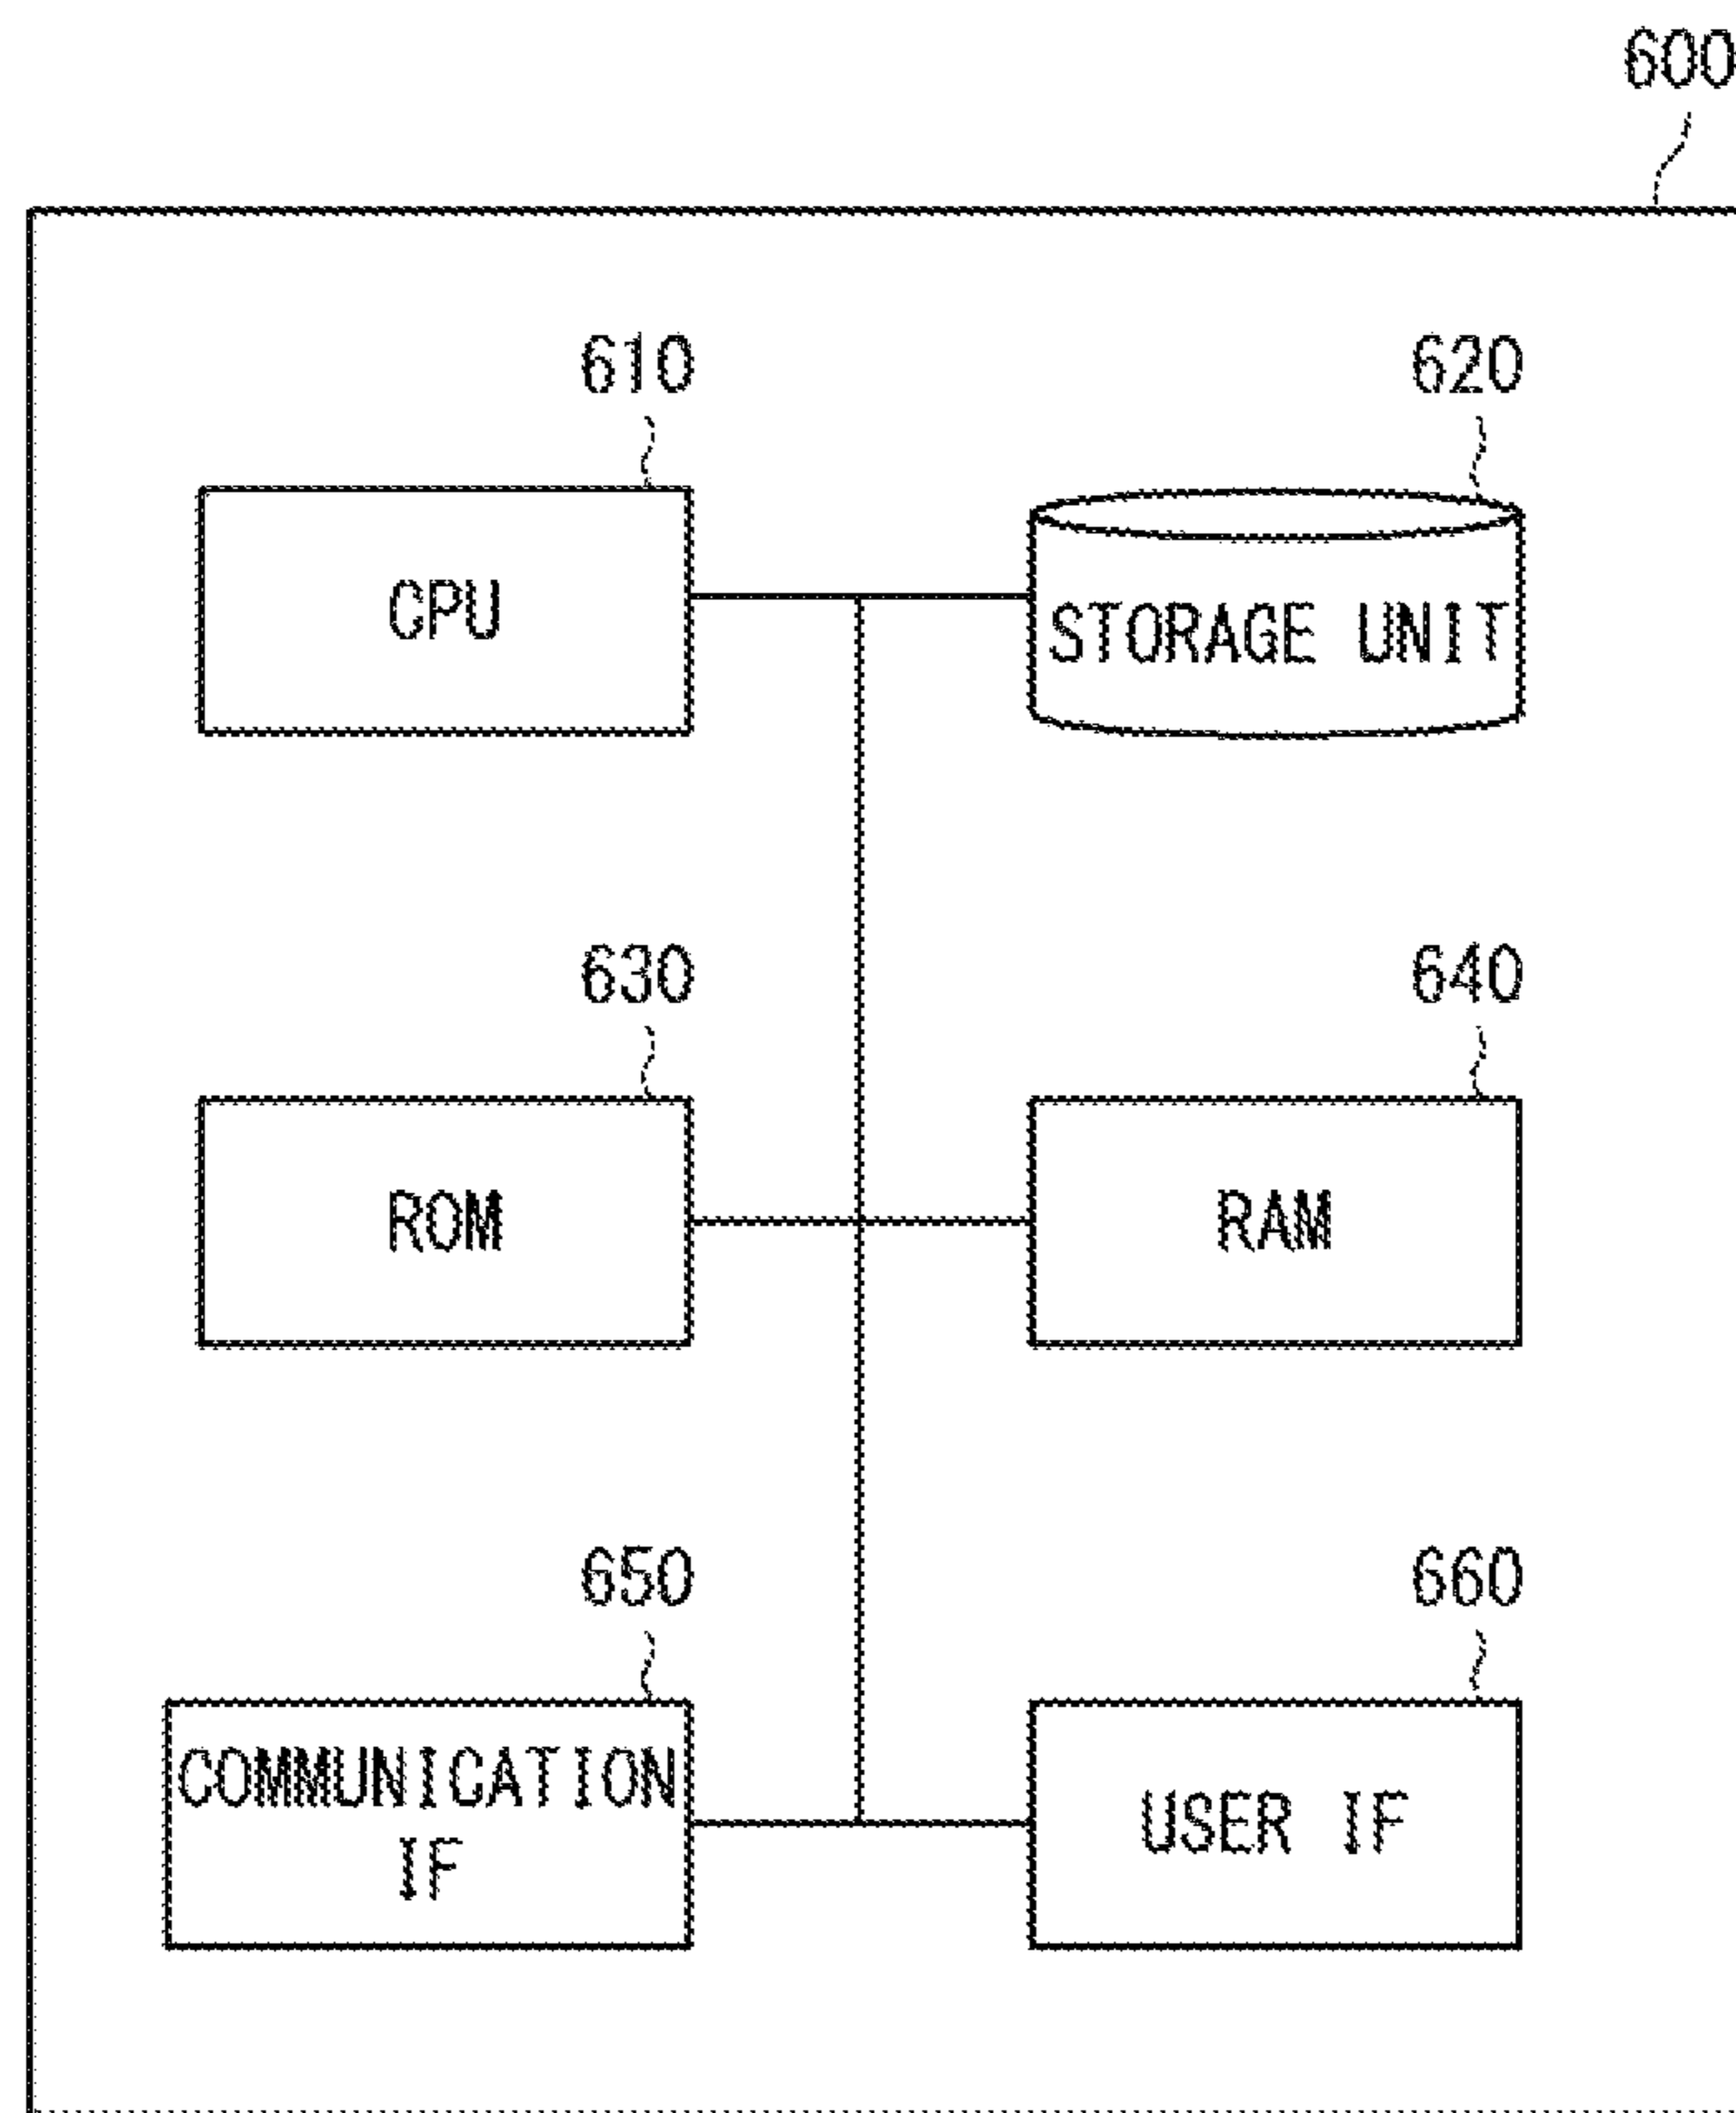 600
610
620
CPU
STORAGE UNIT
630
640
ROM
RAM
650
660
COMMUNICATION
IF
USER IF